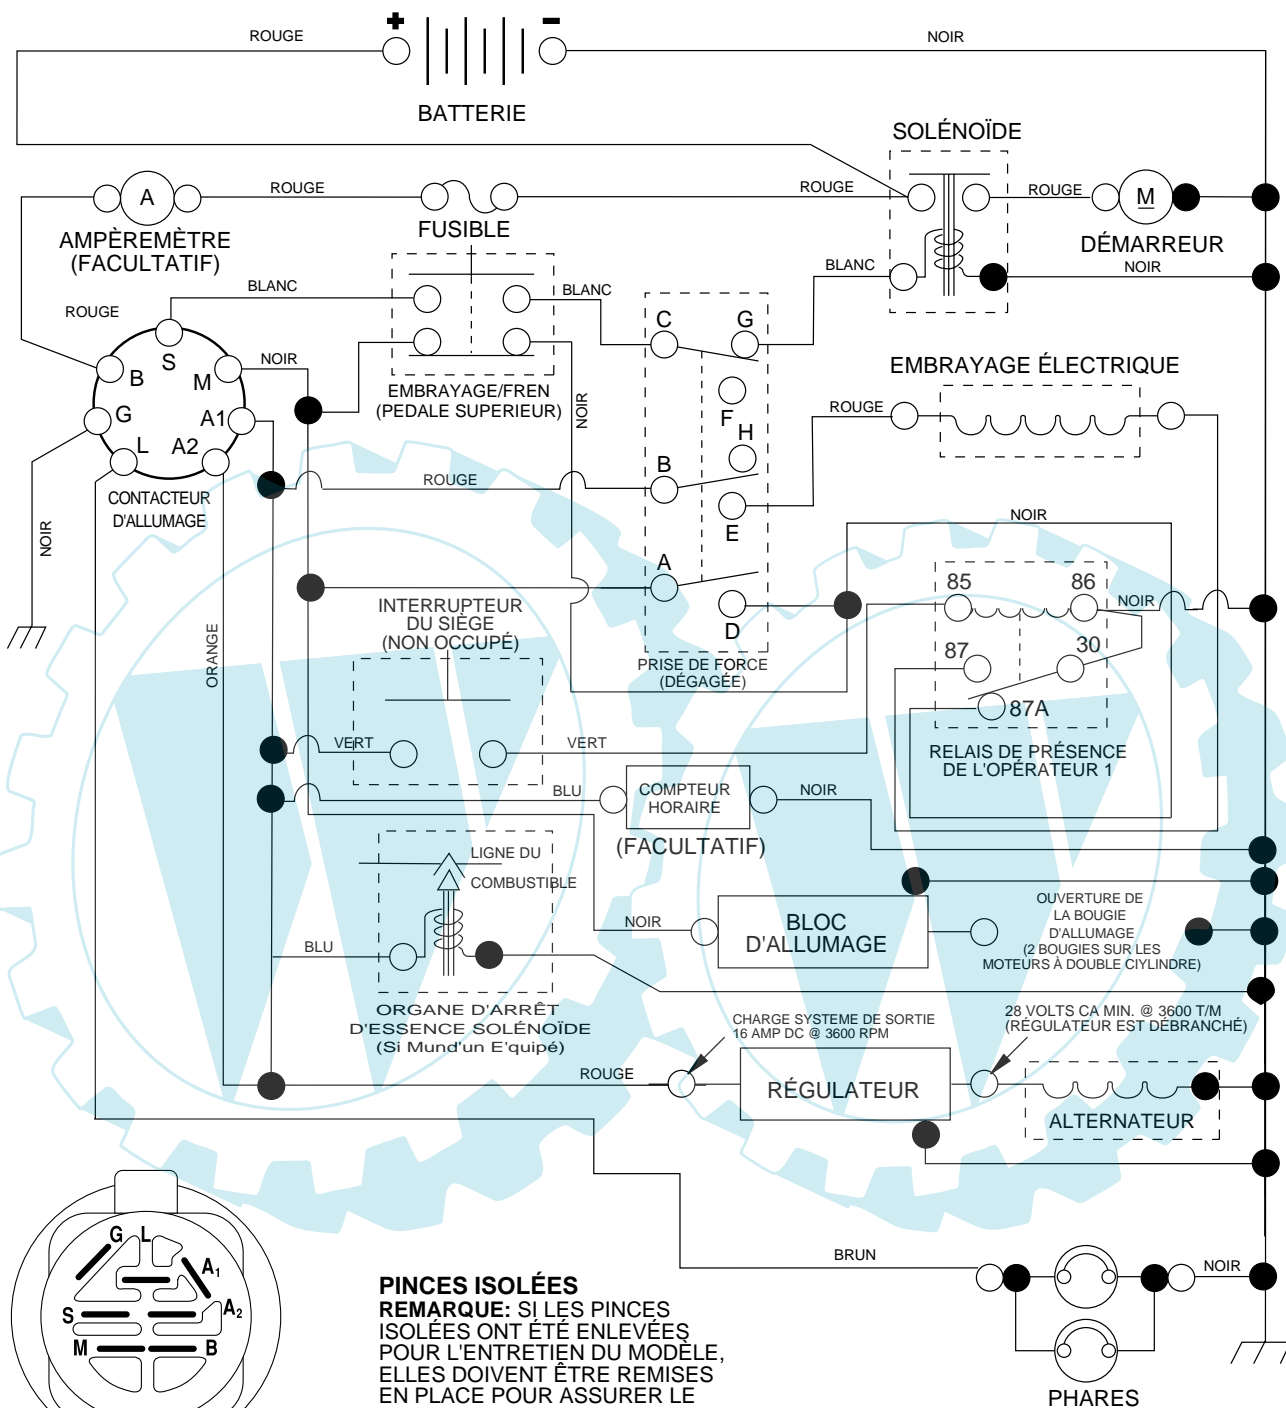 + -
ROUGE
NOIR
BATTERIE
SOLÉNOÏDE
A
ROUGE
ROUGE
ROUGE
M
AMPÈREMÈTRE
(FACULTATIF)
FUSIBLE
DÉMARREUR
BLANC
BLANC
BLANC
NOIR
ROUGE
S
B
M
G
A1
L
A2
NOIR
CONTACTEUR
D'ALLUMAGE
EMBRAYAGE/FREN
(PEDALE SUPERIEUR)
NOIR
C
G
F
H
B
E
A
D
EMBRAYAGE ÉLECTRIQUE
ROUGE
ROUGE
NOIR
NOIR
ORANGE
INTERRUPTEUR
DU SIÈGE
(NON OCCUPÉ)
PRISE DE FORCE
(DÉGAGÉE)
85
86
NOIR
87
30
87A
RELAIS DE PRÉSENCE
DE L'OPÉRATEUR 1
VERT
VERT
BLU
COMPTEUR
HORAIRE
NOIR
(FACULTATIF)
LIGNE DU
COMBUSTIBLE
BLU
NOIR
BLOC
D'ALLUMAGE
OUVERTURE DE
LA BOUGIE
D'ALLUMAGE
(2 BOUGIES SUR LES
MOTEURS À DOUBLE CIYLINDRE)
ORGANE D'ARRÊT
D'ESSENCE SOLÉNOÏDE
(Si Mund'un E'quipé)
CHARGE SYSTEME DE SORTIE
16 AMP DC @ 3600 RPM
28 VOLTS CA MIN. @ 3600 T/M
(RÉGULATEUR EST DÉBRANCHÉ)
ROUGE
RÉGULATEUR
ALTERNATEUR
G L
A1
A2
S
M
B
BRUN
NOIR
PHARES
PINCES ISOLÉES
REMARQUE: SI LES PINCES
ISOLÉES ONT ÉTÉ ENLEVÉES
POUR L'ENTRETIEN DU MODÈLE,
ELLES DOIVENT ÊTRE REMISES
EN PLACE POUR ASSURER LE